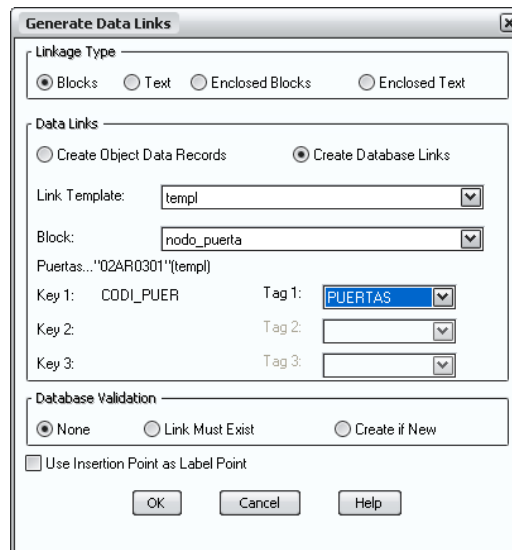 Generate Data Links
Linkage Type
Blocks Text Enclosed Blocks Enclosed Text
Data Links
Create Object Data Records Create Database Links
Link Template: templ
Block: nodo_puerta
Puertas..."02AR0301"(templ)
Key 1: CODI_PUER Tag 1: PUERTAS
Key 2: Tag 2:
Key 3: Tag 3:
Database Validation
None Link Must Exist Create if New
Use Insertion Point as Label Point
OK Cancel Help